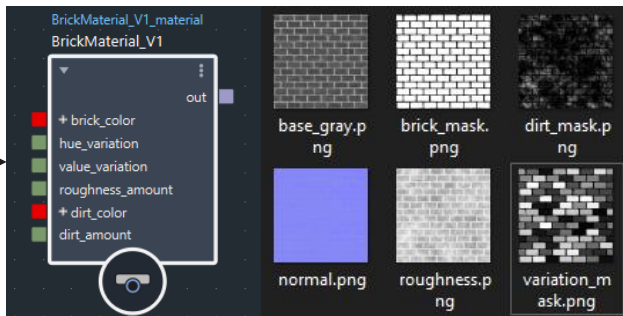 BrickMaterial_V1_material
BrickMaterial_V1
out
+ brick_color
hue_variation
value_variation
roughness_amount
+ dirt_color
dirt_amount
base_gray.p
ng
brick_mask.
png
dirt_mask.p
ng
normal.png
roughness.p
ng
variation_m
ask.png